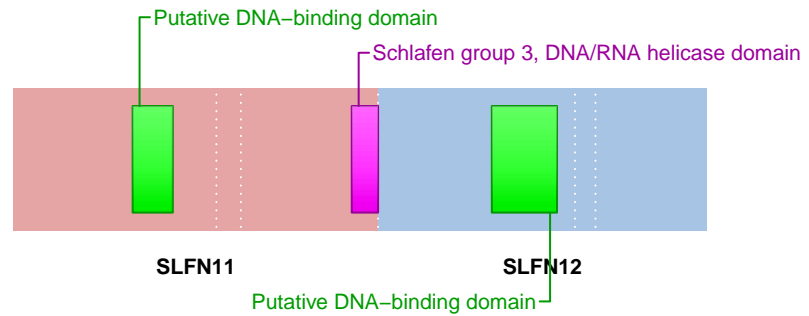 Putative DNA−binding domain
Schlafen group 3, DNA/RNA helicase domain
SLFN11
SLFN12
Putative DNA−binding domain